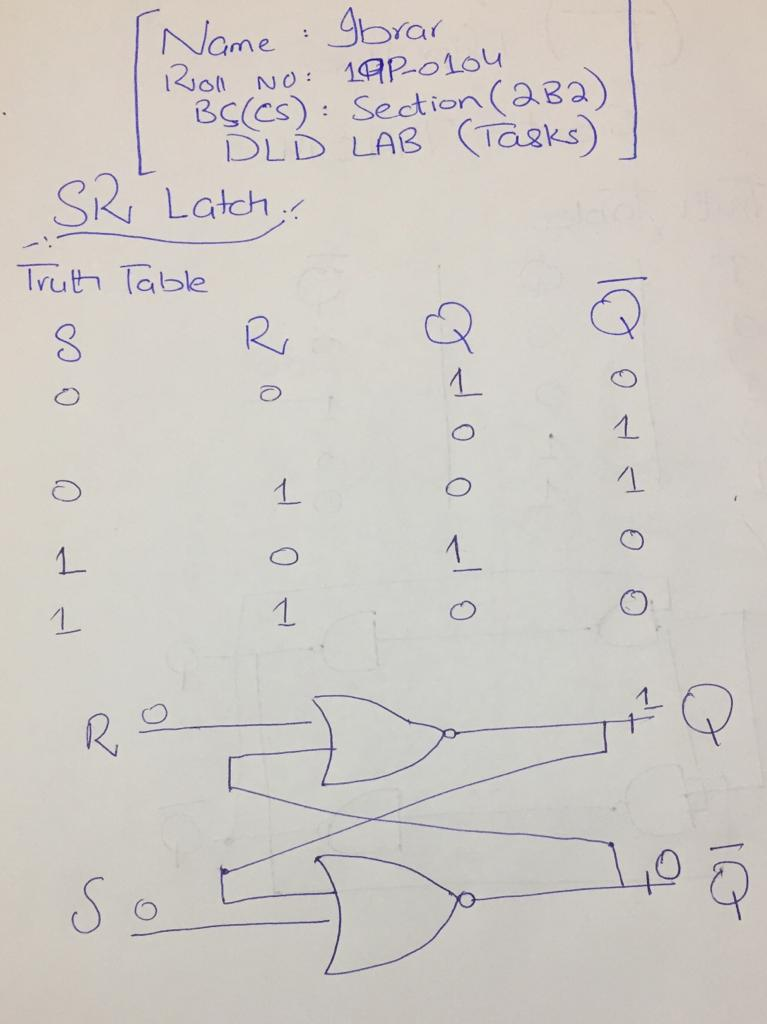 Name : Ibrar
Roll NO: 19P-0104
BS(CS) : Section(2B2)
DLD LAB (Tasks)
SR Latch
Truth Table
S R Q Q̅
0 0 1 0
0 1
0 1 0 1
1 0 1 0
1 1 0 0
R 0 1 Q
S 0 0 Q̅